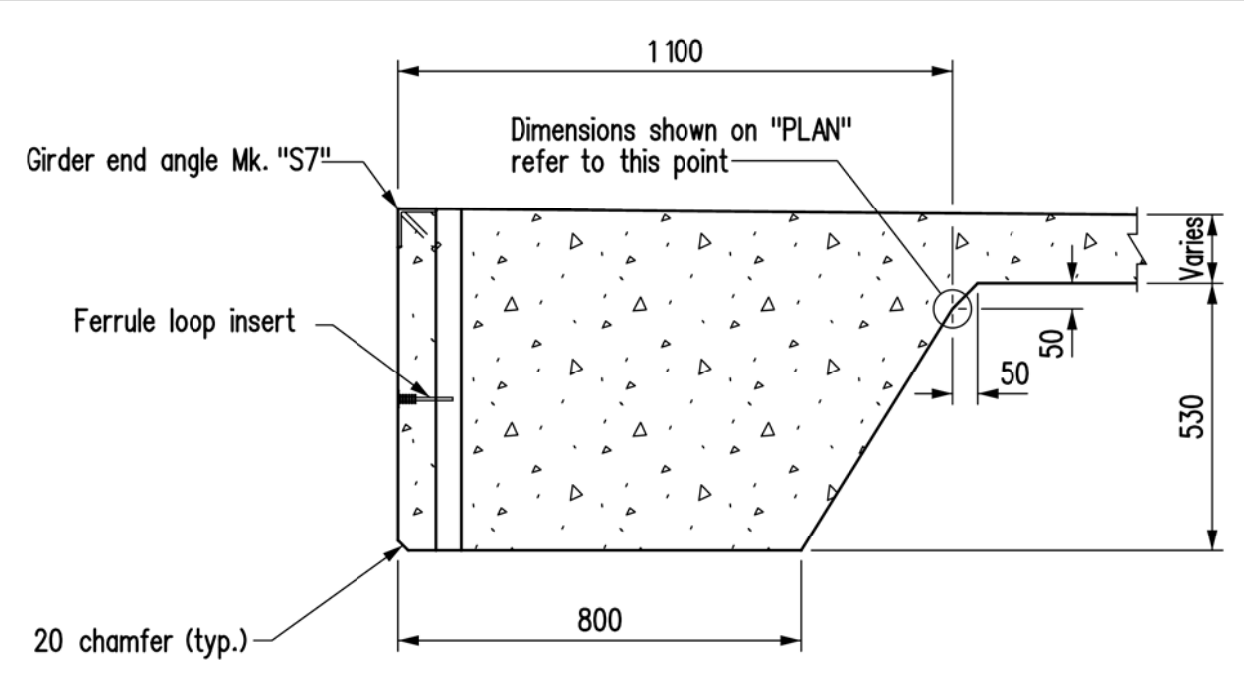 1 100
Dimensions shown on "PLAN"
refer to this point
Girder end angle Mk. "S7"
Varies
Ferrule loop insert
50
50
530
800
20 chamfer (typ.)